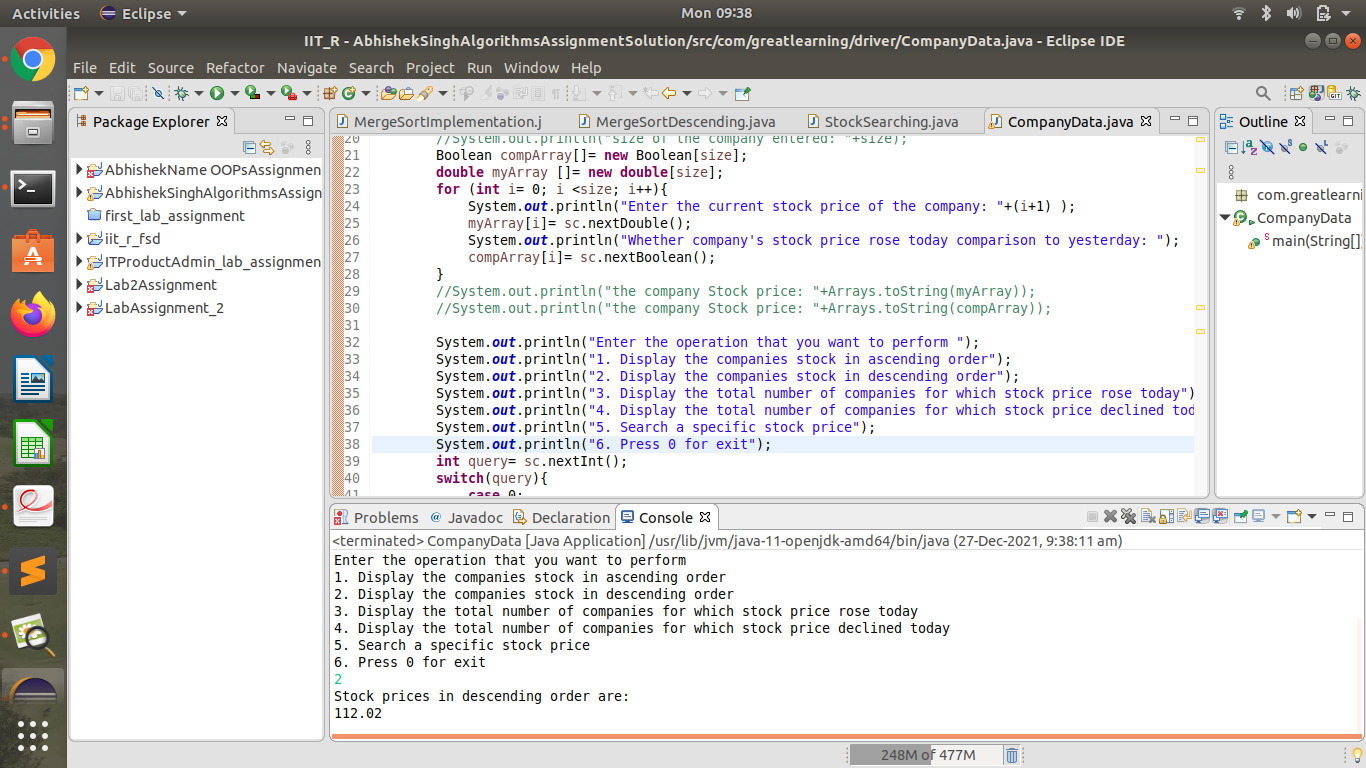 Activities Eclipse Mon 09:38
IIT_R - AbhishekSinghAlgorithmsAssignmentSolution/src/com/greatlearning/driver/CompanyData.java - Eclipse IDE
File Edit Source Refactor Navigate Search Project Run Window Help
Package Explorer
AbhishekName OOPsAssignmen
AbhishekSinghAlgorithmsAssign
first_lab_assignment
iit_r_fsd
ITProductAdmin_lab_assignmen
Lab2Assignment
LabAssignment_2
MergeSortImplementation.j MergeSortDescending.java StockSearching.java CompanyData.java
20 //System.out.println("size of the company entered: "+size);
21 Boolean compArray[]= new Boolean[size];
22 double myArray []= new double[size];
23 for (int i= 0; i <size; i++){
24 System.out.println("Enter the current stock price of the company: "+(i+1) );
25 myArray[i]= sc.nextDouble();
26 System.out.println("Whether company's stock price rose today comparison to yesterday: ");
27 compArray[i]= sc.nextBoolean();
28 }
29 //System.out.println("the company Stock price: "+Arrays.toString(myArray));
30 //System.out.println("the company Stock price: "+Arrays.toString(compArray));
31
32 System.out.println("Enter the operation that you want to perform ");
33 System.out.println("1. Display the companies stock in ascending order");
34 System.out.println("2. Display the companies stock in descending order");
35 System.out.println("3. Display the total number of companies for which stock price rose today")
36 System.out.println("4. Display the total number of companies for which stock price declined tod
37 System.out.println("5. Search a specific stock price");
38 System.out.println("6. Press 0 for exit");
39 int query= sc.nextInt();
40 switch(query){
41 case 0:
Outline
com.greatlearni
CompanyData
main(String[]
Problems @ Javadoc Declaration Console
<terminated> CompanyData [Java Application] /usr/lib/jvm/java-11-openjdk-amd64/bin/java (27-Dec-2021, 9:38:11 am)
Enter the operation that you want to perform
1. Display the companies stock in ascending order
2. Display the companies stock in descending order
3. Display the total number of companies for which stock price rose today
4. Display the total number of companies for which stock price declined today
5. Search a specific stock price
6. Press 0 for exit
2
Stock prices in descending order are:
112.02
248M of 477M